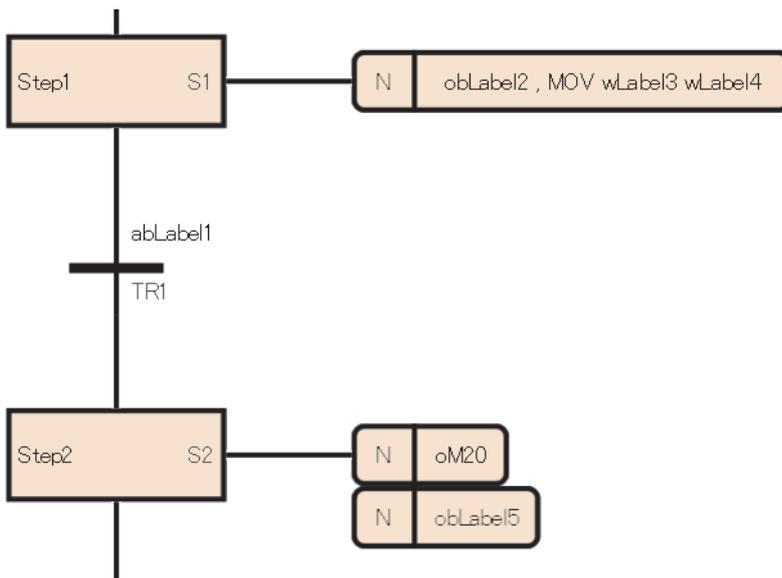 Step1 S1 N obLabel2 , MOV wLabel3 wLabel4
abLabel1
TR1
Step2 S2 N oM20
N obLabel5